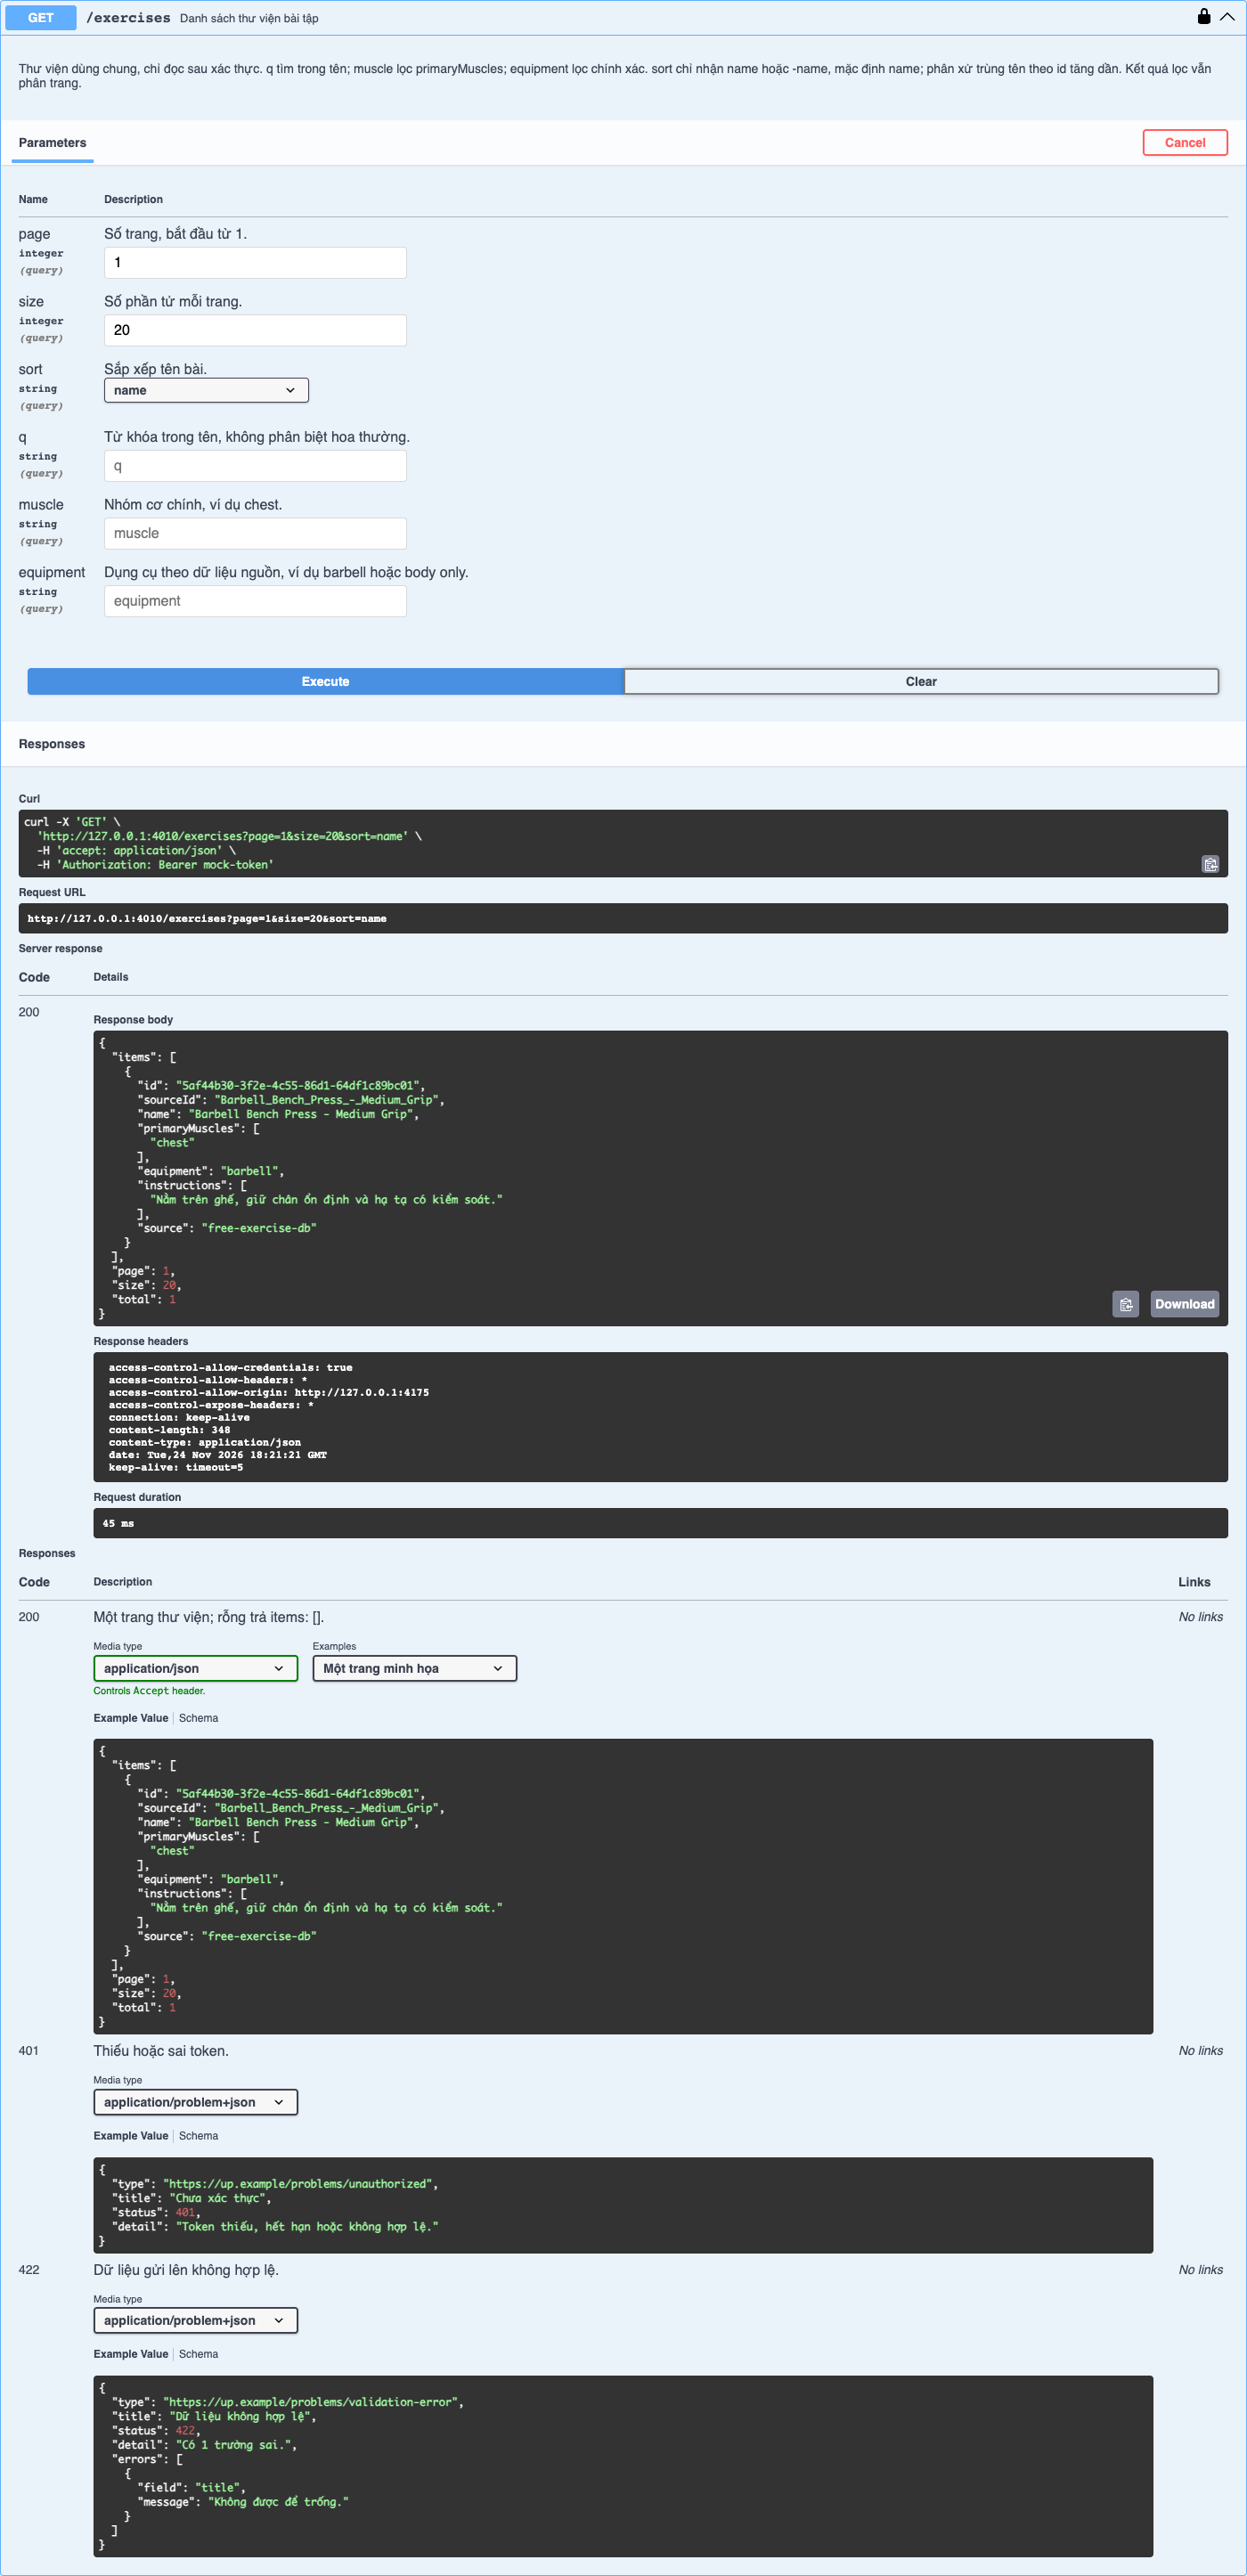 GET /exercises Danh sách thư viện bài tập
Thư viện dùng chung, chỉ đọc sau xác thực. q tìm trong tên; muscle lọc primaryMuscles; equipment lọc chính xác. sort chỉ nhận name hoặc -name, mặc định name; phân xử trùng tên theo id tăng dần. Kết quả lọc vẫn
phân trang.
Parameters
Cancel
Name Description
page Số trang, bắt đầu từ 1.
integer
(query)
1
size Số phần tử mỗi trang.
integer
(query)
20
sort Sắp xếp tên bài.
string
(query)
name
q Từ khóa trong tên, không phân biệt hoa thường.
string
(query)
q
muscle Nhóm cơ chính, ví dụ chest.
string
(query)
muscle
equipment Dụng cụ theo dữ liệu nguồn, ví dụ barbell hoặc body only.
string
(query)
equipment
Execute Clear
Responses
Curl
curl -X 'GET' \
'http://127.0.0.1:4010/exercises?page=1&size=20&sort=name' \
-H 'accept: application/json' \
-H 'Authorization: Bearer mock-token'
Request URL
http://127.0.0.1:4010/exercises?page=1&size=20&sort=name
Server response
Code Details
200
Response body
{
"items": [
{
"id": "5af44b30-3f2e-4c55-86d1-64df1c89bc01",
"sourceId": "Barbell_Bench_Press_-_Medium_Grip",
"name": "Barbell Bench Press - Medium Grip",
"primaryMuscles": [
"chest"
],
"equipment": "barbell",
"instructions": [
"Nằm trên ghế, giữ chân ổn định và hạ tạ có kiểm soát."
],
"source": "free-exercise-db"
}
],
"page": 1,
"size": 20,
"total": 1
}
Download
Response headers
access-control-allow-credentials: true
access-control-allow-headers: *
access-control-allow-origin: http://127.0.0.1:4175
access-control-expose-headers: *
connection: keep-alive
content-length: 348
content-type: application/json
date: Tue,24 Nov 2026 18:21:21 GMT
keep-alive: timeout=5
Request duration
45 ms
Responses
Code Description Links
200 Một trang thư viện; rỗng trả items: []. No links
Media type Examples
application/json Một trang minh họa
Controls Accept header.
Example Value Schema
{
"items": [
{
"id": "5af44b30-3f2e-4c55-86d1-64df1c89bc01",
"sourceId": "Barbell_Bench_Press_-_Medium_Grip",
"name": "Barbell Bench Press - Medium Grip",
"primaryMuscles": [
"chest"
],
"equipment": "barbell",
"instructions": [
"Nằm trên ghế, giữ chân ổn định và hạ tạ có kiểm soát."
],
"source": "free-exercise-db"
}
],
"page": 1,
"size": 20,
"total": 1
}
401 Thiếu hoặc sai token. No links
Media type
application/problem+json
Example Value Schema
{
"type": "https://up.example/problems/unauthorized",
"title": "Chưa xác thực",
"status": 401,
"detail": "Token thiếu, hết hạn hoặc không hợp lệ."
}
422 Dữ liệu gửi lên không hợp lệ. No links
Media type
application/problem+json
Example Value Schema
{
"type": "https://up.example/problems/validation-error",
"title": "Dữ liệu không hợp lệ",
"status": 422,
"detail": "Có 1 trường sai.",
"errors": [
{
"field": "title",
"message": "Không được để trống."
}
]
}